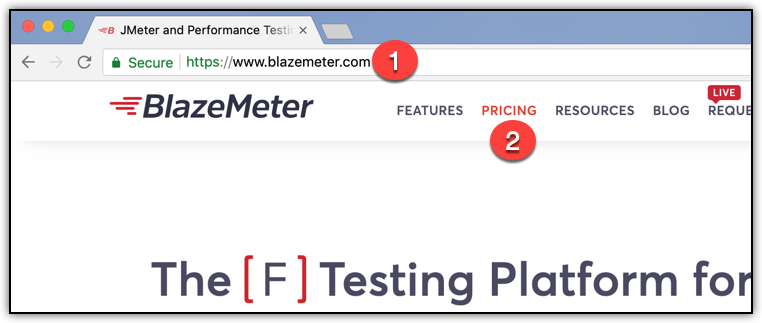 JMeter and Performance Testin
Secure https://www.blazemeter.com 1
BlazeMeter FEATURES PRICING RESOURCES BLOG LIVE REQUE
2
The [F] Testing Platform for